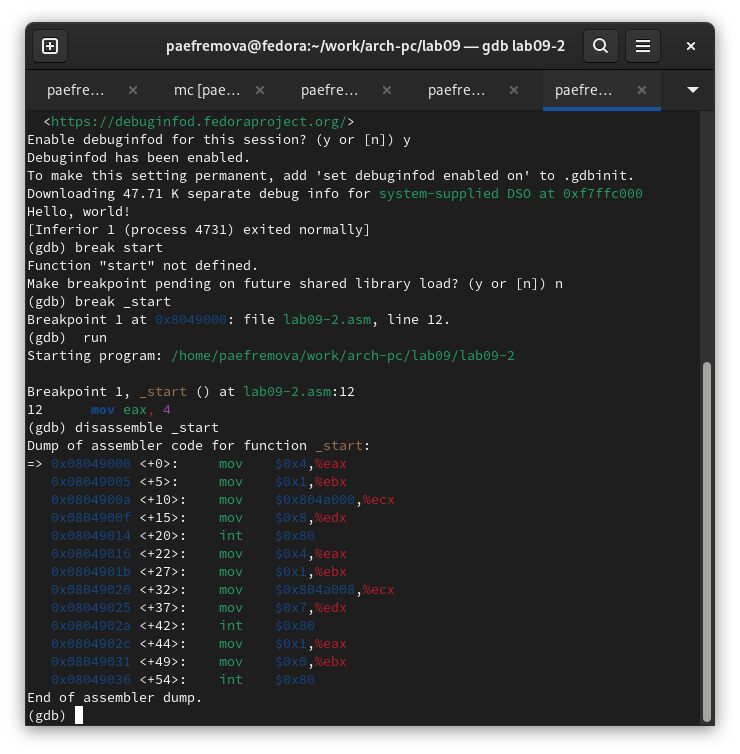 paefremova@fedora:~/work/arch-pc/lab09 — gdb lab09-2
paefre… × mc [pae… × paefre… × paefre… × paefre… ×
<https://debuginfod.fedoraproject.org/>
Enable debuginfod for this session? (y or [n]) y
Debuginfod has been enabled.
To make this setting permanent, add 'set debuginfod enabled on' to .gdbinit.
Downloading 47.71 K separate debug info for system-supplied DSO at 0xf7ffc000
Hello, world!
[Inferior 1 (process 4731) exited normally]
(gdb) break start
Function "start" not defined.
Make breakpoint pending on future shared library load? (y or [n]) n
(gdb) break _start
Breakpoint 1 at 0x8049000: file lab09-2.asm, line 12.
(gdb)  run
Starting program: /home/paefremova/work/arch-pc/lab09/lab09-2
Breakpoint 1, _start () at lab09-2.asm:12
12      mov eax, 4
(gdb) disassemble _start
Dump of assembler code for function _start:
=> 0x08049000 <+0>:     mov    $0x4,%eax
   0x08049005 <+5>:     mov    $0x1,%ebx
   0x0804900a <+10>:    mov    $0x804a000,%ecx
   0x0804900f <+15>:    mov    $0x8,%edx
   0x08049014 <+20>:    int    $0x80
   0x08049016 <+22>:    mov    $0x4,%eax
   0x0804901b <+27>:    mov    $0x1,%ebx
   0x08049020 <+32>:    mov    $0x804a008,%ecx
   0x08049025 <+37>:    mov    $0x7,%edx
   0x0804902a <+42>:    int    $0x80
   0x0804902c <+44>:    mov    $0x1,%eax
   0x08049031 <+49>:    mov    $0x0,%ebx
   0x08049036 <+54>:    int    $0x80
End of assembler dump.
(gdb)